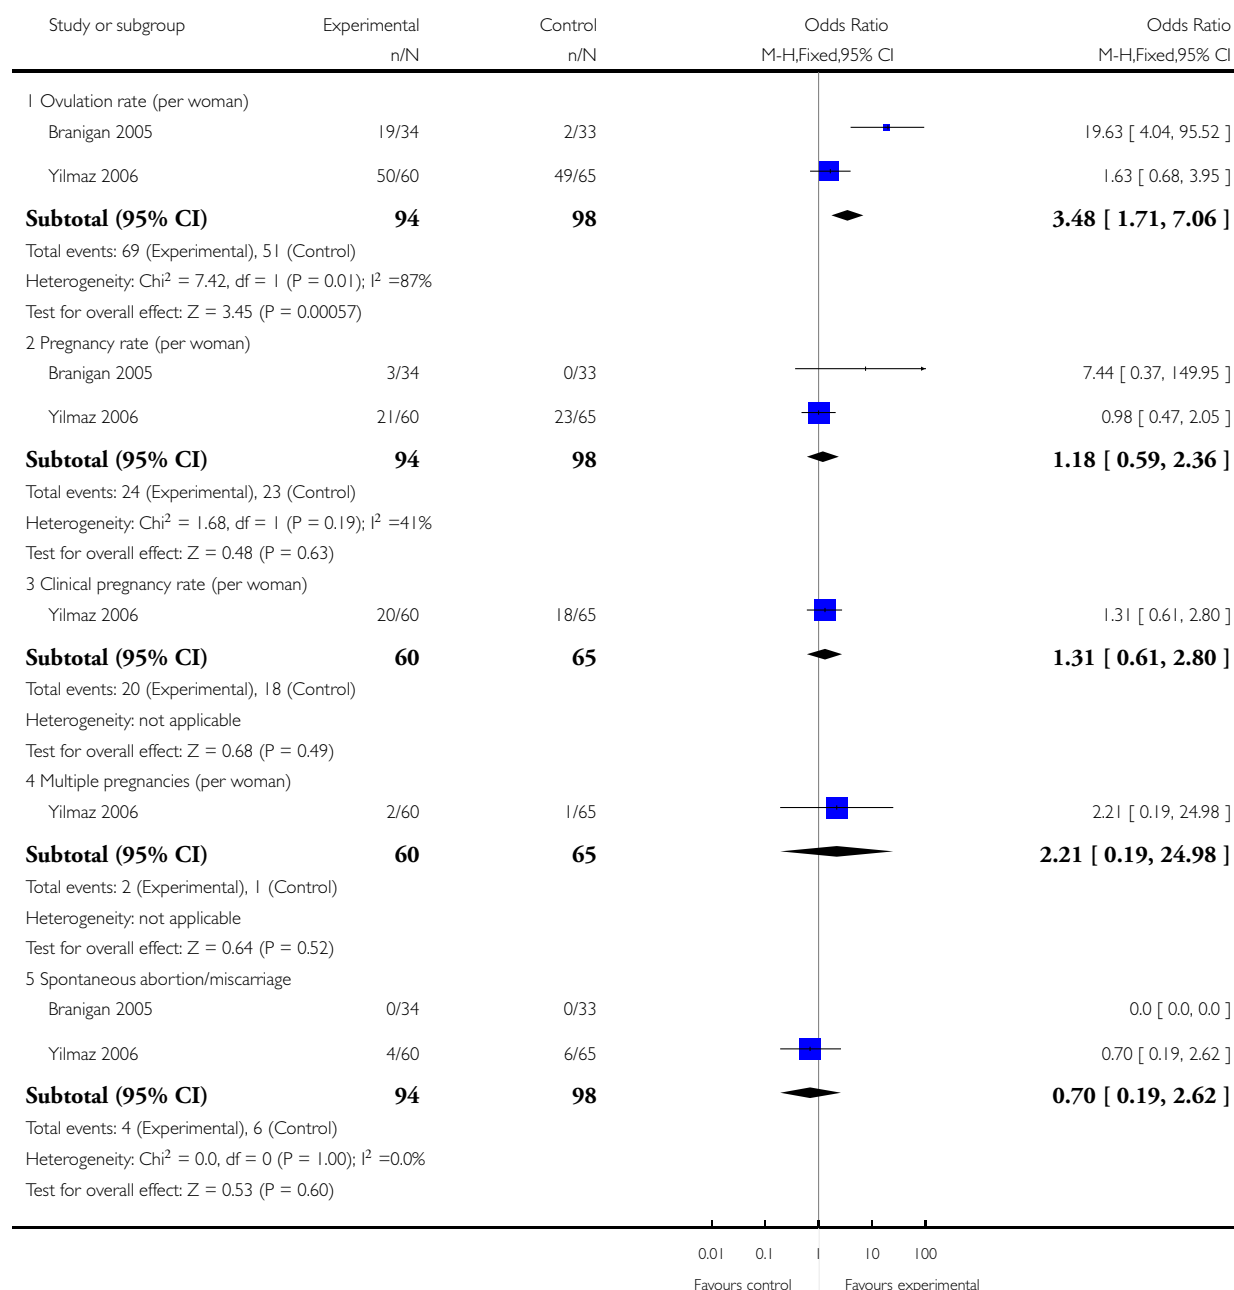 Study or subgroup Experimental Control Odds Ratio Odds Ratio
n/N n/N M-H,Fixed,95% CI M-H,Fixed,95% CI
1 Ovulation rate (per woman)
Branigan 2005 19/34 2/33 19.63 [ 4.04, 95.52 ]
Yilmaz 2006 50/60 49/65 1.63 [ 0.68, 3.95 ]
Subtotal (95% CI) 94 98 3.48 [ 1.71, 7.06 ]
Total events: 69 (Experimental), 51 (Control)
Heterogeneity: Chi² = 7.42, df = 1 (P = 0.01); I² =87%
Test for overall effect: Z = 3.45 (P = 0.00057)
2 Pregnancy rate (per woman)
Branigan 2005 3/34 0/33 7.44 [ 0.37, 149.95 ]
Yilmaz 2006 21/60 23/65 0.98 [ 0.47, 2.05 ]
Subtotal (95% CI) 94 98 1.18 [ 0.59, 2.36 ]
Total events: 24 (Experimental), 23 (Control)
Heterogeneity: Chi² = 1.68, df = 1 (P = 0.19); I² =41%
Test for overall effect: Z = 0.48 (P = 0.63)
3 Clinical pregnancy rate (per woman)
Yilmaz 2006 20/60 18/65 1.31 [ 0.61, 2.80 ]
Subtotal (95% CI) 60 65 1.31 [ 0.61, 2.80 ]
Total events: 20 (Experimental), 18 (Control)
Heterogeneity: not applicable
Test for overall effect: Z = 0.68 (P = 0.49)
4 Multiple pregnancies (per woman)
Yilmaz 2006 2/60 1/65 2.21 [ 0.19, 24.98 ]
Subtotal (95% CI) 60 65 2.21 [ 0.19, 24.98 ]
Total events: 2 (Experimental), 1 (Control)
Heterogeneity: not applicable
Test for overall effect: Z = 0.64 (P = 0.52)
5 Spontaneous abortion/miscarriage
Branigan 2005 0/34 0/33 0.0 [ 0.0, 0.0 ]
Yilmaz 2006 4/60 6/65 0.70 [ 0.19, 2.62 ]
Subtotal (95% CI) 94 98 0.70 [ 0.19, 2.62 ]
Total events: 4 (Experimental), 6 (Control)
Heterogeneity: Chi² = 0.0, df = 0 (P = 1.00); I² =0.0%
Test for overall effect: Z = 0.53 (P = 0.60)
0.01 0.1 1 10 100
Favours control Favours experimental